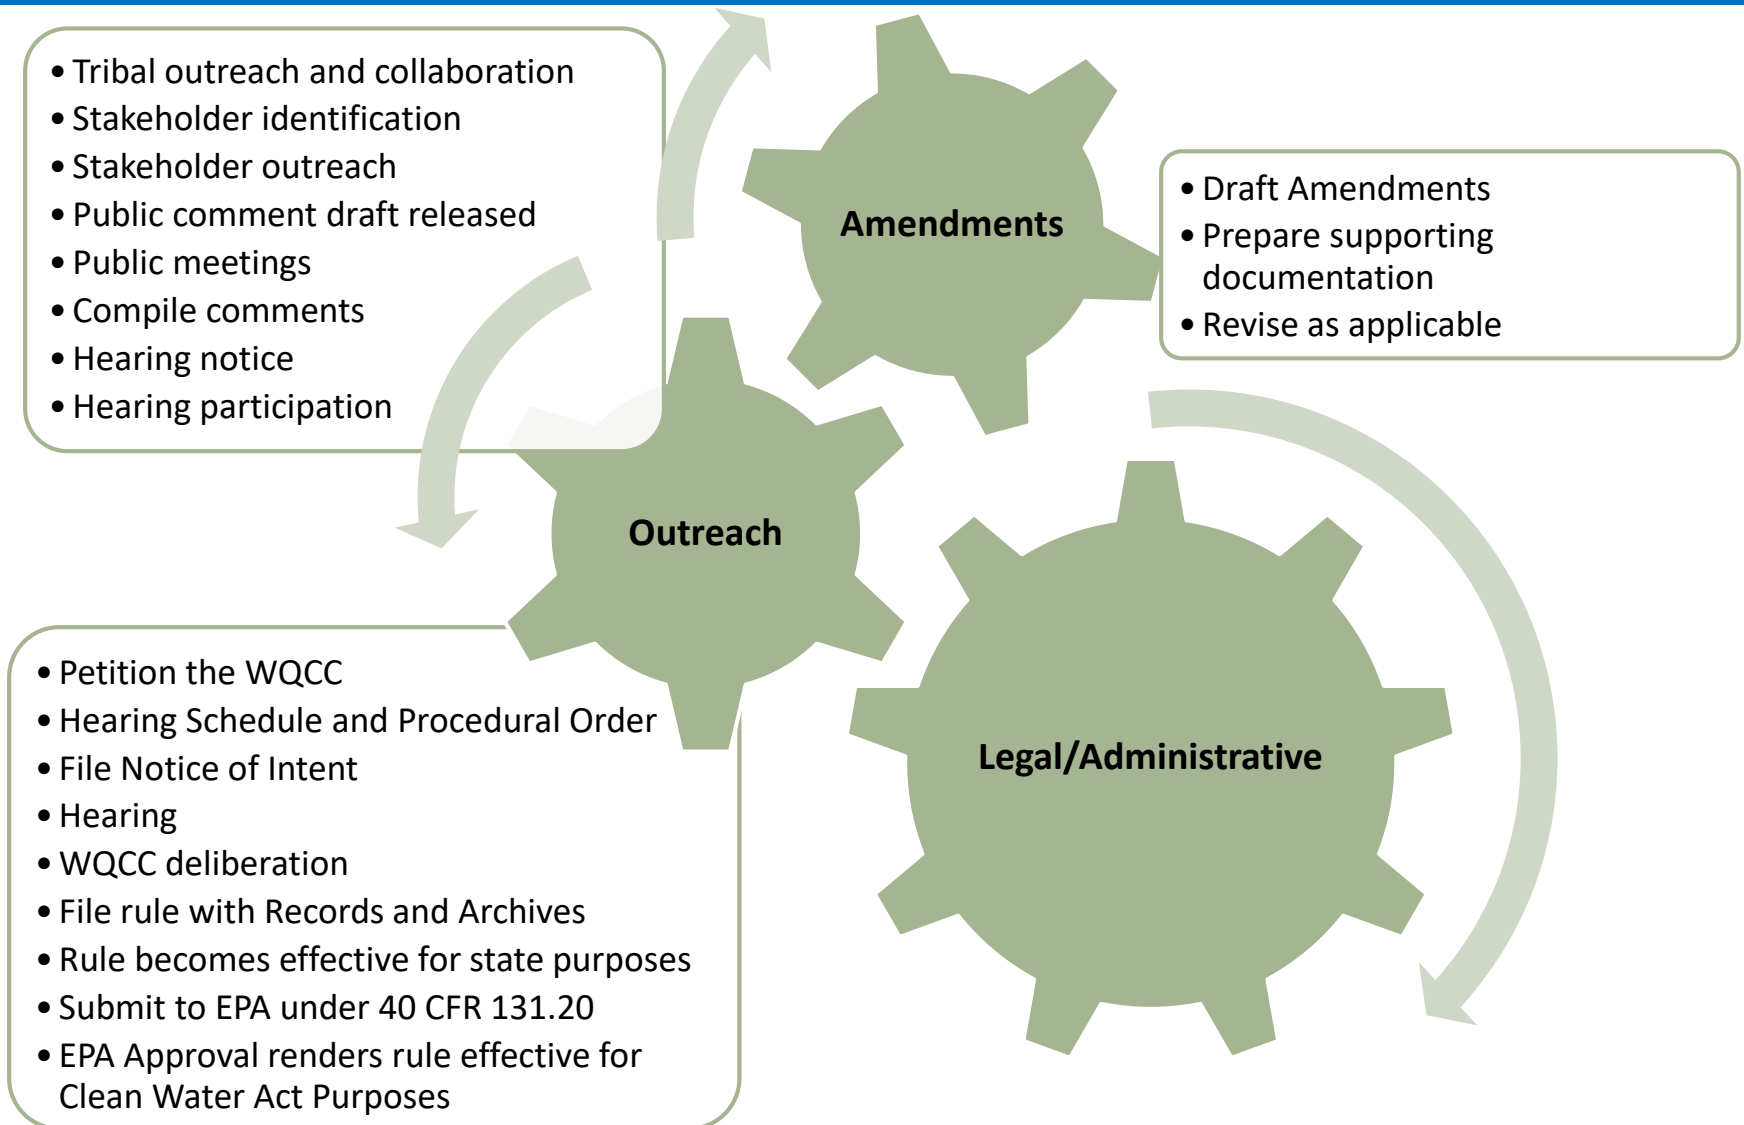 • Tribal outreach and collaboration
• Stakeholder identification
• Stakeholder outreach
• Public comment draft released
• Public meetings
• Compile comments
• Hearing notice
• Hearing participation
Amendments
• Draft Amendments
• Prepare supporting
documentation
• Revise as applicable
Outreach
• Petition the WQCC
• Hearing Schedule and Procedural Order
• File Notice of Intent
• Hearing
• WQCC deliberation
• File rule with Records and Archives
• Rule becomes effective for state purposes
• Submit to EPA under 40 CFR 131.20
• EPA Approval renders rule effective for
Clean Water Act Purposes
Legal/Administrative